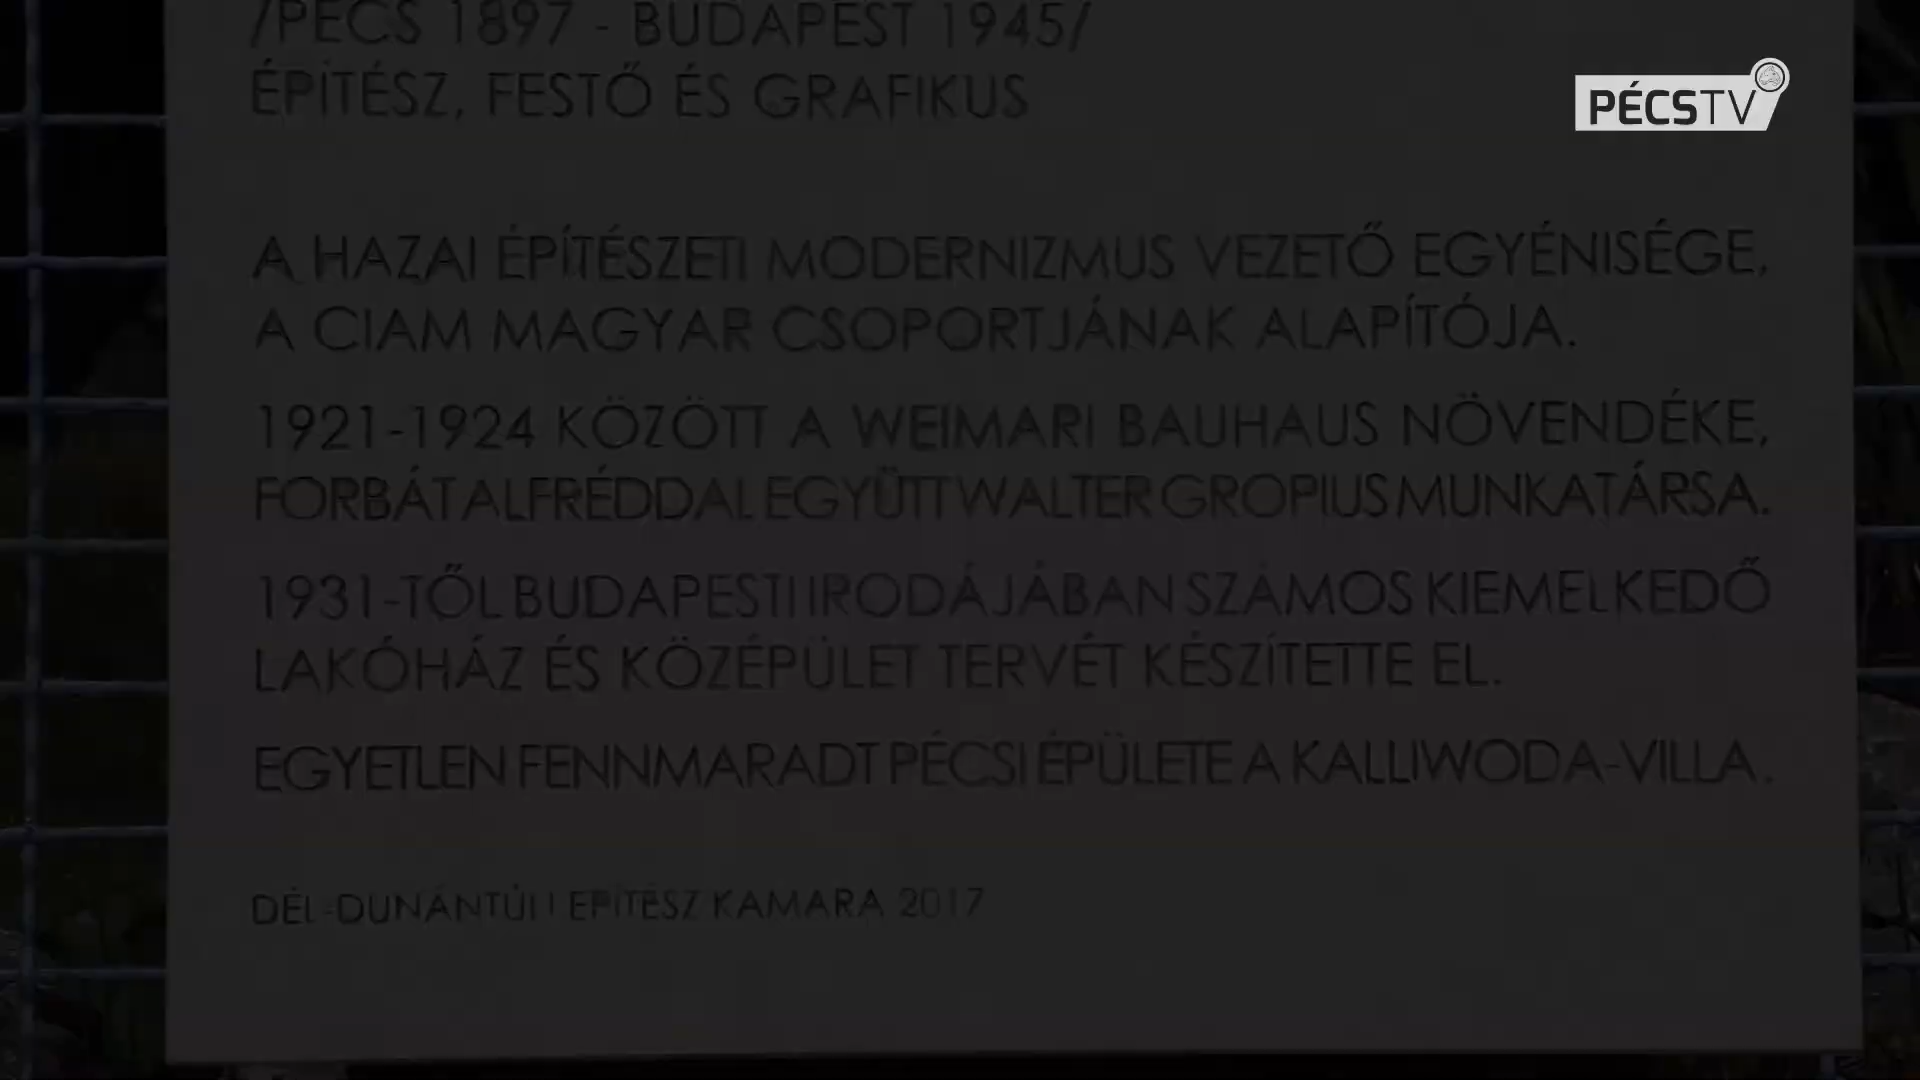 /PÉCS 1897 - BUDAPEST 1945/
ÉPÍTÉSZ, FESTŐ ÉS GRAFIKUS
PÉCSTV
A HAZAI ÉPÍTÉSZETI MODERNIZMUS VEZETŐ EGYÉNISÉGE,
A CIAM MAGYAR CSOPORTJÁNAK ALAPÍTÓJA.
1921-1924 KÖZÖTT A WEIMARI BAUHAUS NÖVENDÉKE,
FORBÁT ALFRÉDDAL EGYÜTT WALTER GROPIUS MUNKATÁRSA.
1931-TŐL BUDAPESTI IRODÁJÁBAN SZÁMOS KIEMELKEDŐ
LAKÓHÁZ ÉS KÖZÉPÜLET TERVÉT KÉSZÍTETTE EL.
EGYETLEN FENNMARADT PÉCSI ÉPÜLETE A KALLIWODA-VILLA.
DÉL-DUNÁNTÚLI ÉPÍTÉSZ KAMARA 2017